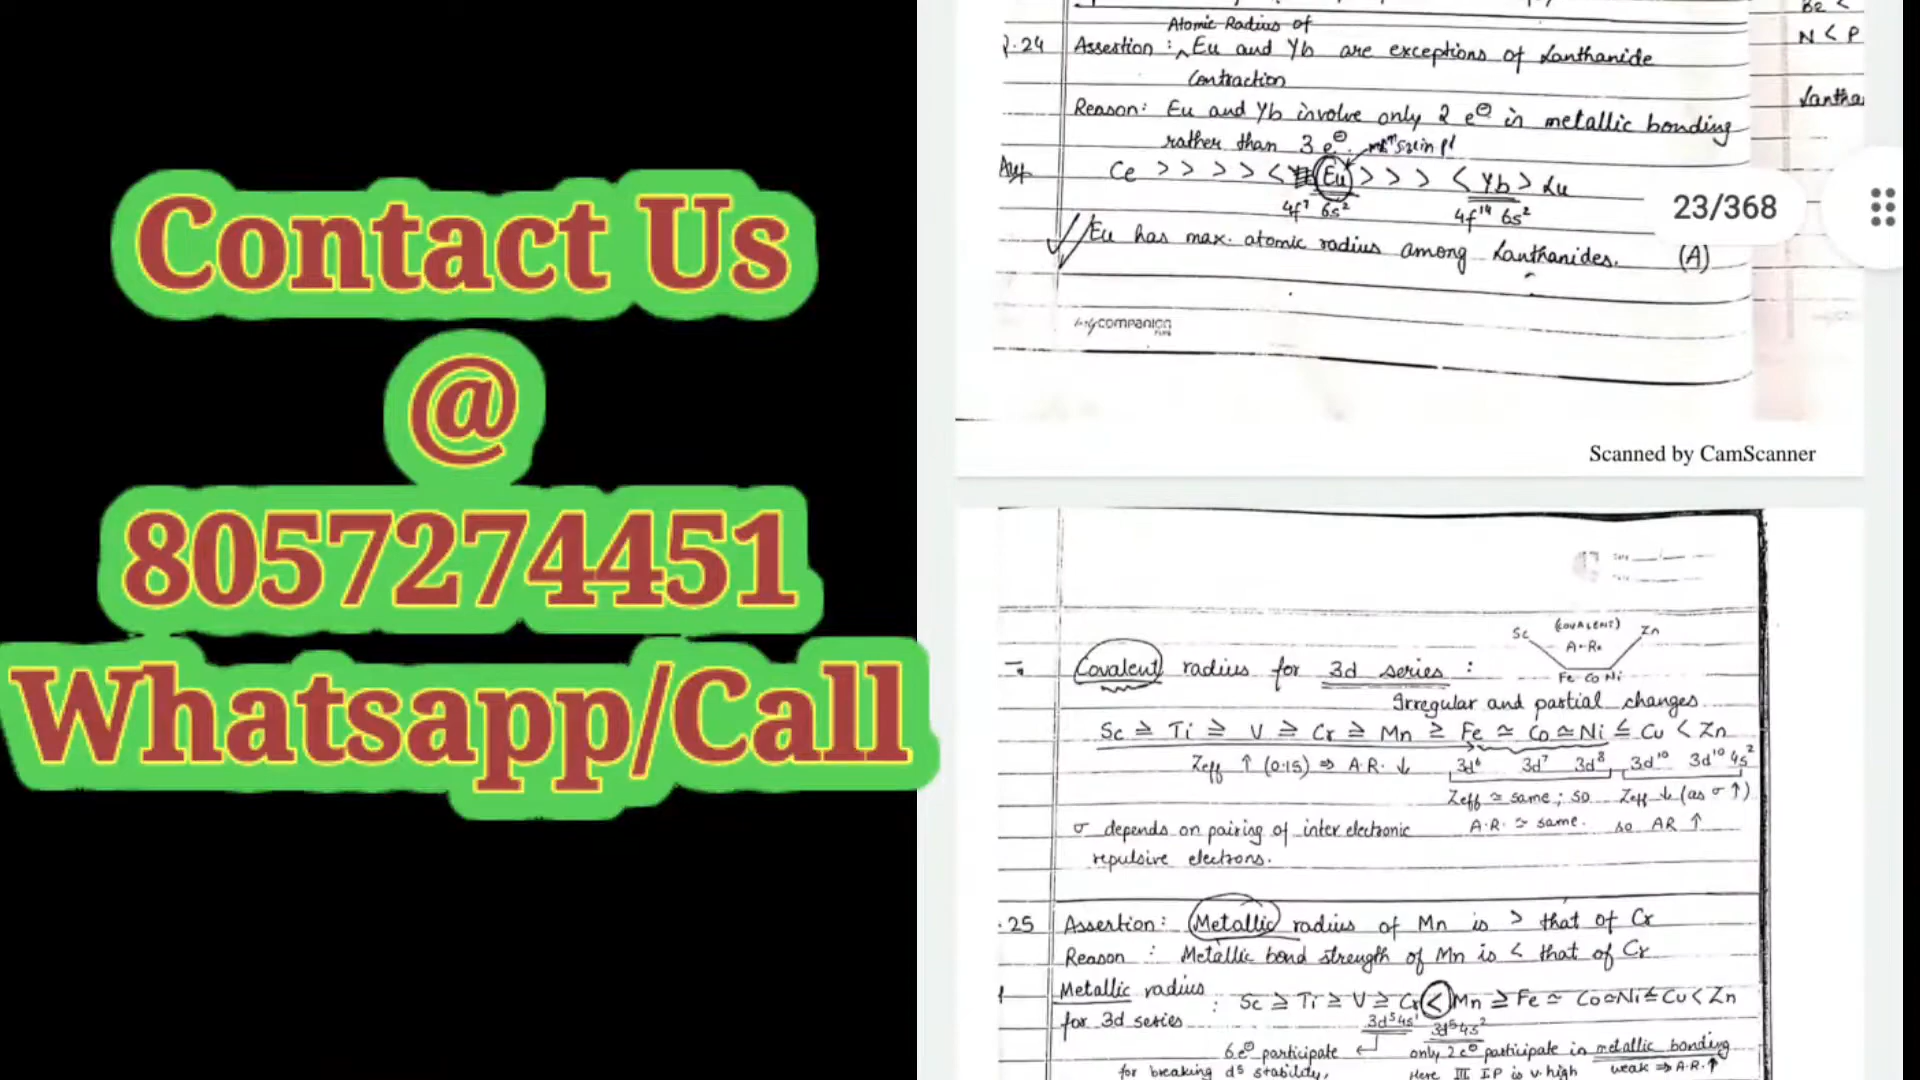 Contact Us
@
8057274451
Whatsapp/Call
Atomic Radius of
.24 Assertion : Eu and Yb are exceptions of Lanthanide
Contraction
Reason: Eu and Yb involve only 2 e⊖ in metallic bonding
rather than 3 e⊖.
Ce > > > > < Eu > > > < Yb > Lu
4f⁷ 6s² 4f¹⁴ 6s²
Eu has max. atomic radius among Lanthanides. (A)
companion
Be <
N < P
Lantha
23/368
Scanned by CamScanner
(COVALENT)
Sc Zn
A.R.
Fe Co Ni
Covalent radius for 3d series :
Irregular and partial changes
Sc ≥ Ti ≥ V ≥ Cr ≥ Mn ≥ Fe ≃ Co ≃ Ni ≤ Cu < Zn
Zeff ↑ (0.15) ⇒ A.R. ↓ 3d⁶ 3d⁷ 3d⁸ 3d¹⁰ 3d¹⁰ 4s²
Zeff ≃ same ; so Zeff ↓ (as σ ↑)
σ depends on pairing of inter electronic A.R. ≃ same. so AR ↑
repulsive electrons.
.25 Assertion: Metallic radius of Mn is > that of Cr
Reason : Metallic bond strength of Mn is < that of Cr
Metallic radius : Sc ≥ Ti ≥ V ≥ Cr < Mn ≥ Fe ≃ Co ≃ Ni ≤ Cu < Zn
for 3d series 3d⁵4s¹ 3d⁵4s²
6e⊖ participate ← only 2e⊖ participate in metallic bonding
for breaking d⁵ stability, Here III IP is v. high weak ⇒ A.R.↑